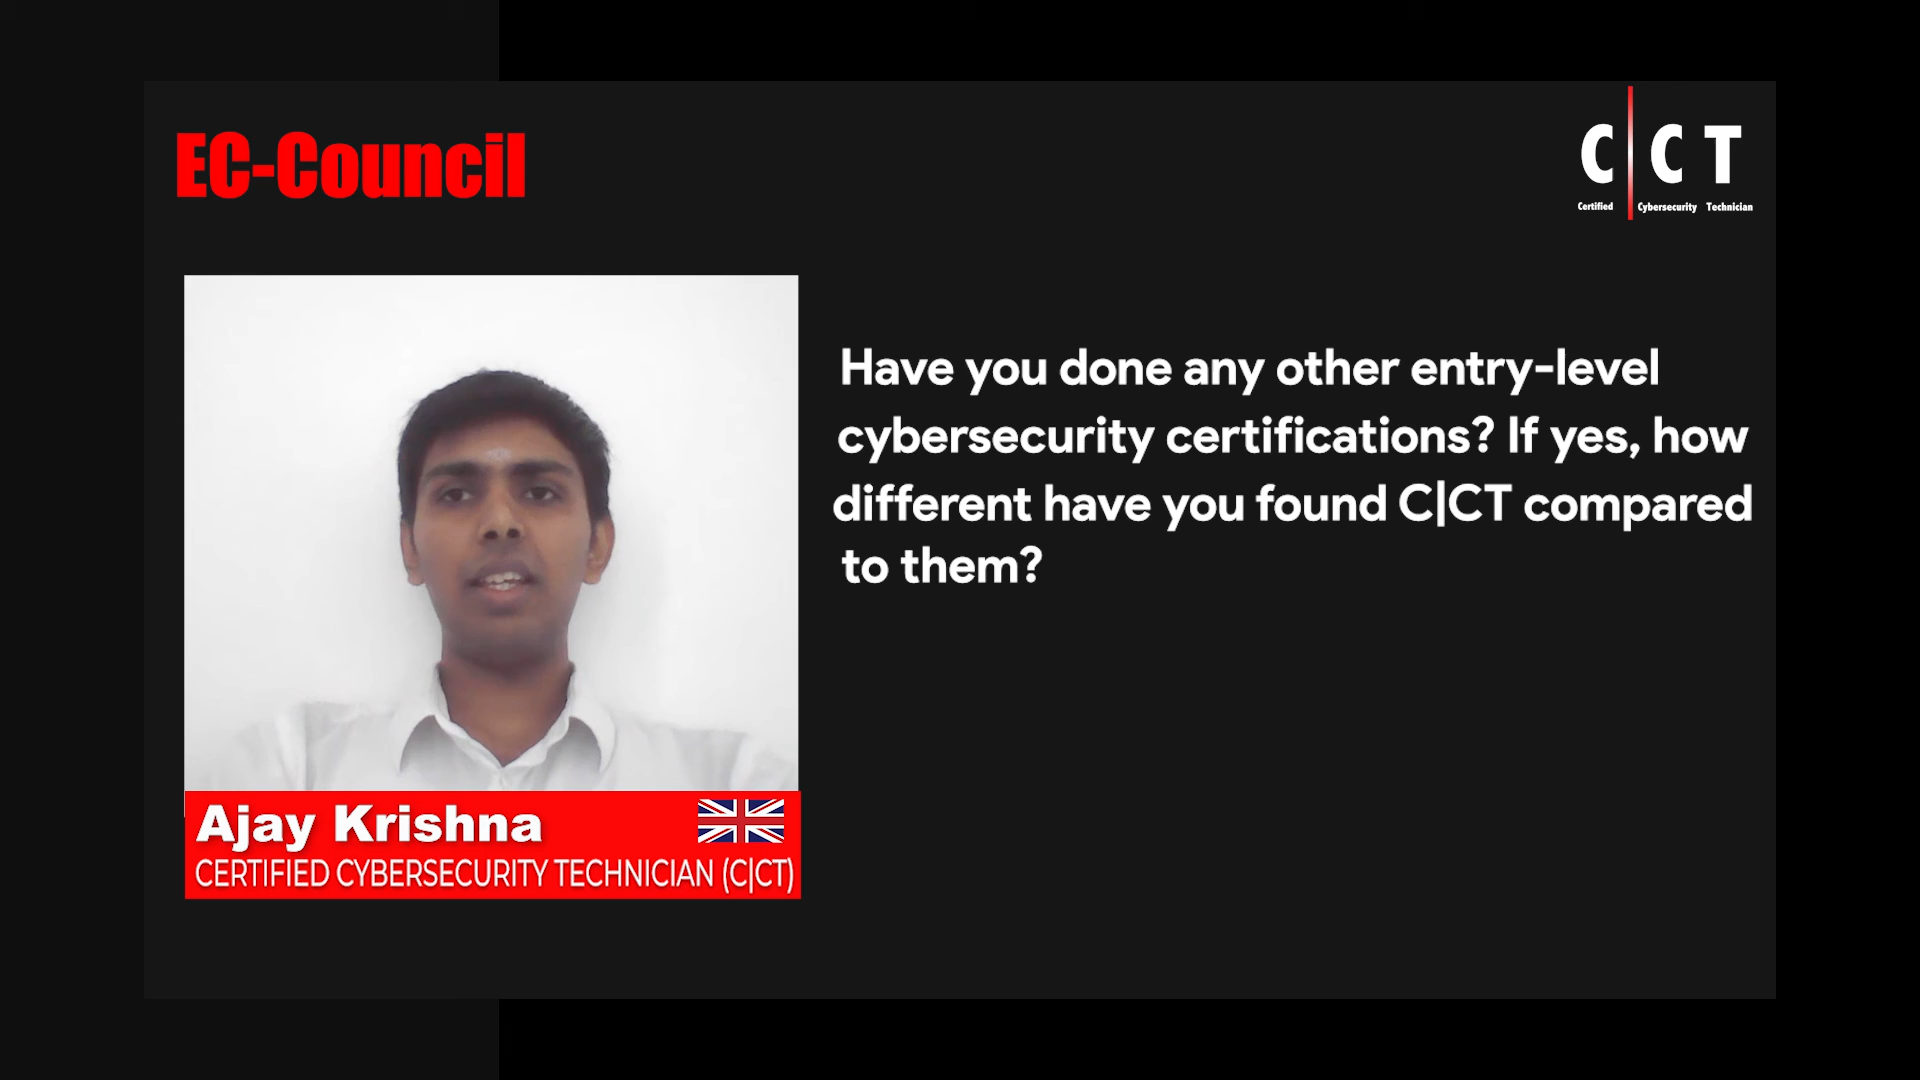 EC-Council
C|CT
Certified Cybersecurity Technician
Have you done any other entry-level
cybersecurity certifications? If yes, how
different have you found C|CT compared
to them?
Ajay Krishna
CERTIFIED CYBERSECURITY TECHNICIAN (C|CT)